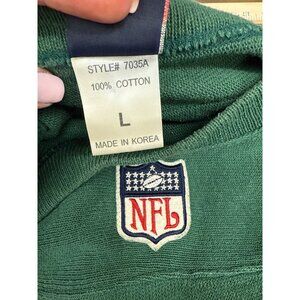 STYLE# 7035A
100% COTTON
L
MADE IN KOREA
NFL